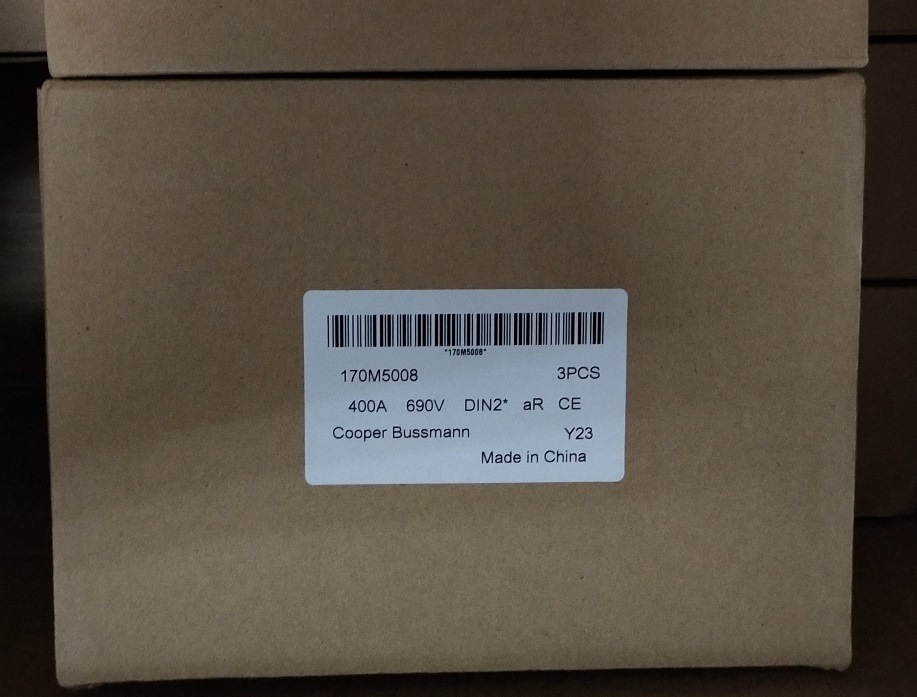 *170M5008*
170M5008 3PCS
400A 690V DIN2* aR CE
Cooper Bussmann Y23
Made in China